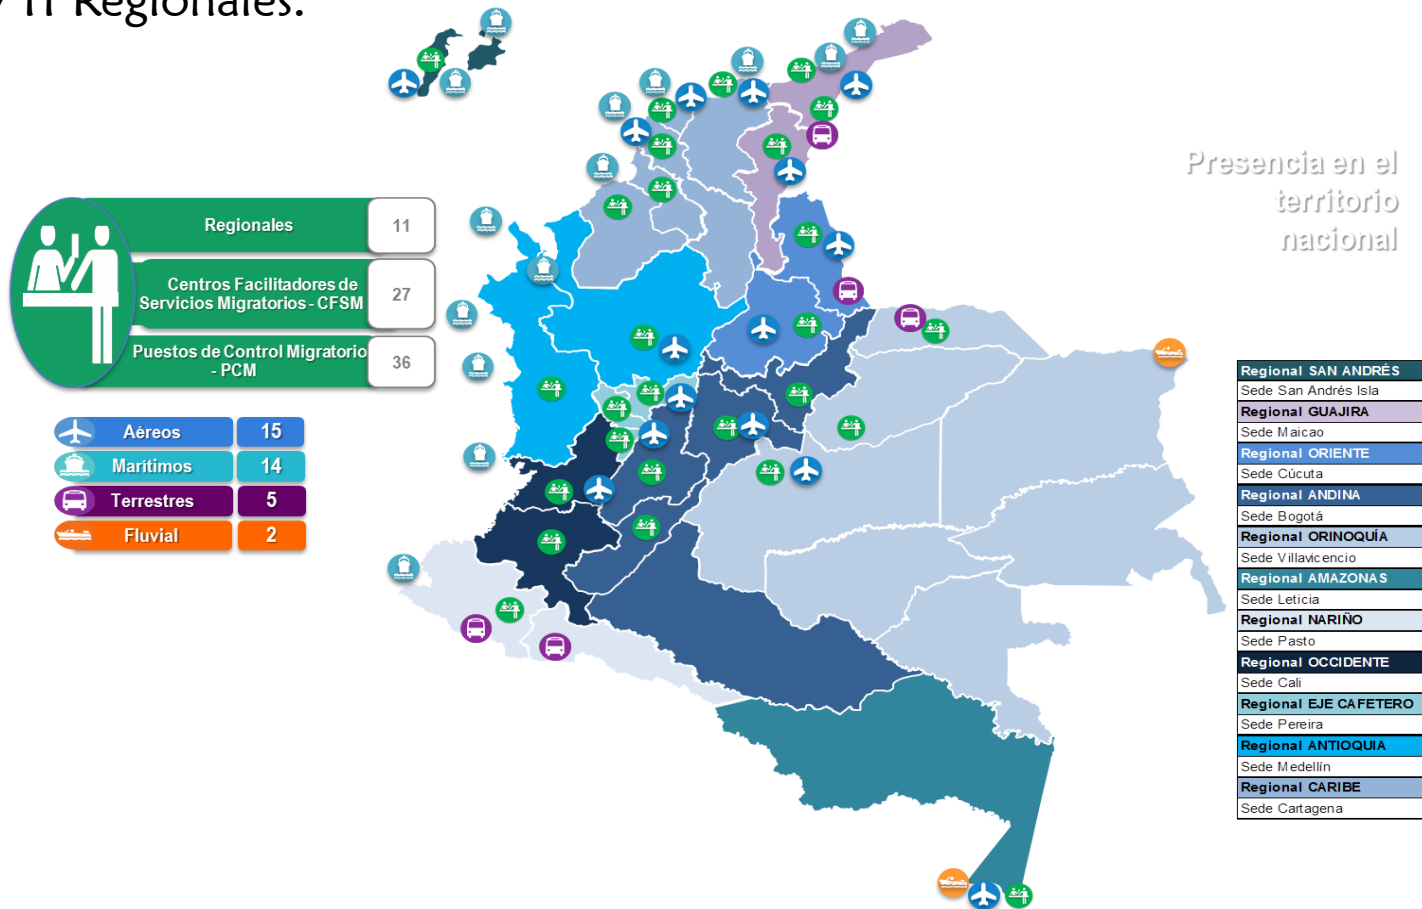 y 11 Regionales.
Presencia en el
territorio
nacional
Regionales 11
Centros Facilitadores de
Servicios Migratorios - CFSM 27
Puestos de Control Migratorio
- PCM 36
Aéreos 15
Marítimos 14
Terrestres 5
Fluvial 2
Regional SAN ANDRÉS
Sede San Andrés Isla
Regional GUAJIRA
Sede Maicao
Regional ORIENTE
Sede Cúcuta
Regional ANDINA
Sede Bogotá
Regional ORINOQUÍA
Sede Villavicencio
Regional AMAZONAS
Sede Leticia
Regional NARIÑO
Sede Pasto
Regional OCCIDENTE
Sede Cali
Regional EJE CAFETERO
Sede Pereira
Regional ANTIOQUIA
Sede Medellín
Regional CARIBE
Sede Cartagena